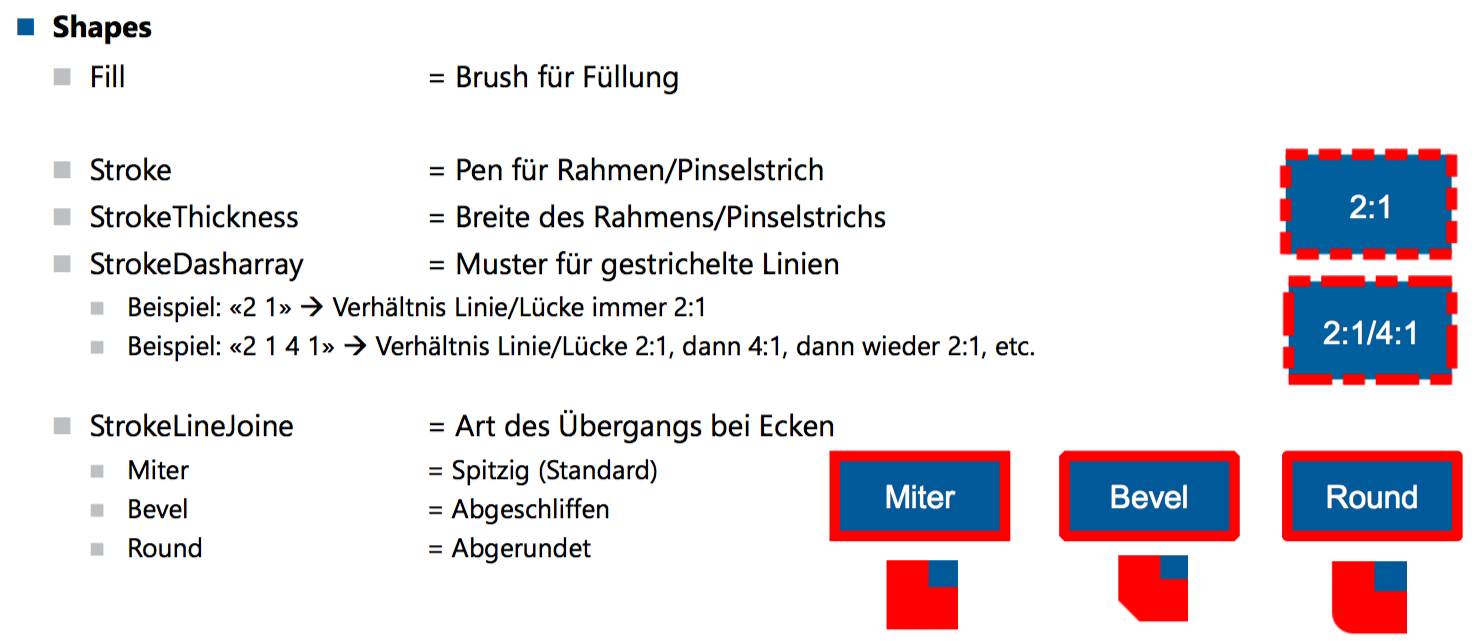 Shapes
Fill = Brush für Füllung
Stroke = Pen für Rahmen/Pinselstrich
StrokeThickness = Breite des Rahmens/Pinselstrichs
StrokeDasharray = Muster für gestrichelte Linien
Beispiel: «2 1» → Verhältnis Linie/Lücke immer 2:1
Beispiel: «2 1 4 1» → Verhältnis Linie/Lücke 2:1, dann 4:1, dann wieder 2:1, etc.
2:1
2:1/4:1
StrokeLineJoine = Art des Übergangs bei Ecken
Miter = Spitzig (Standard)
Bevel = Abgeschliffen
Round = Abgerundet
Miter
Bevel
Round